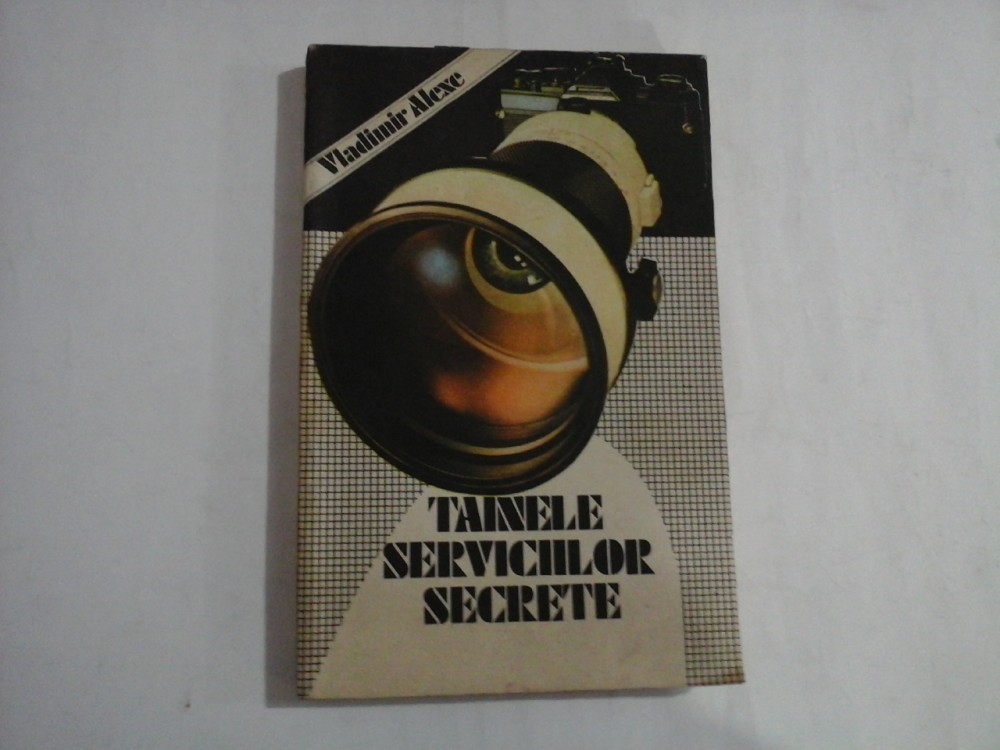 Vladimir Alexe
TAINELE
SERVICIILOR
SECRETE